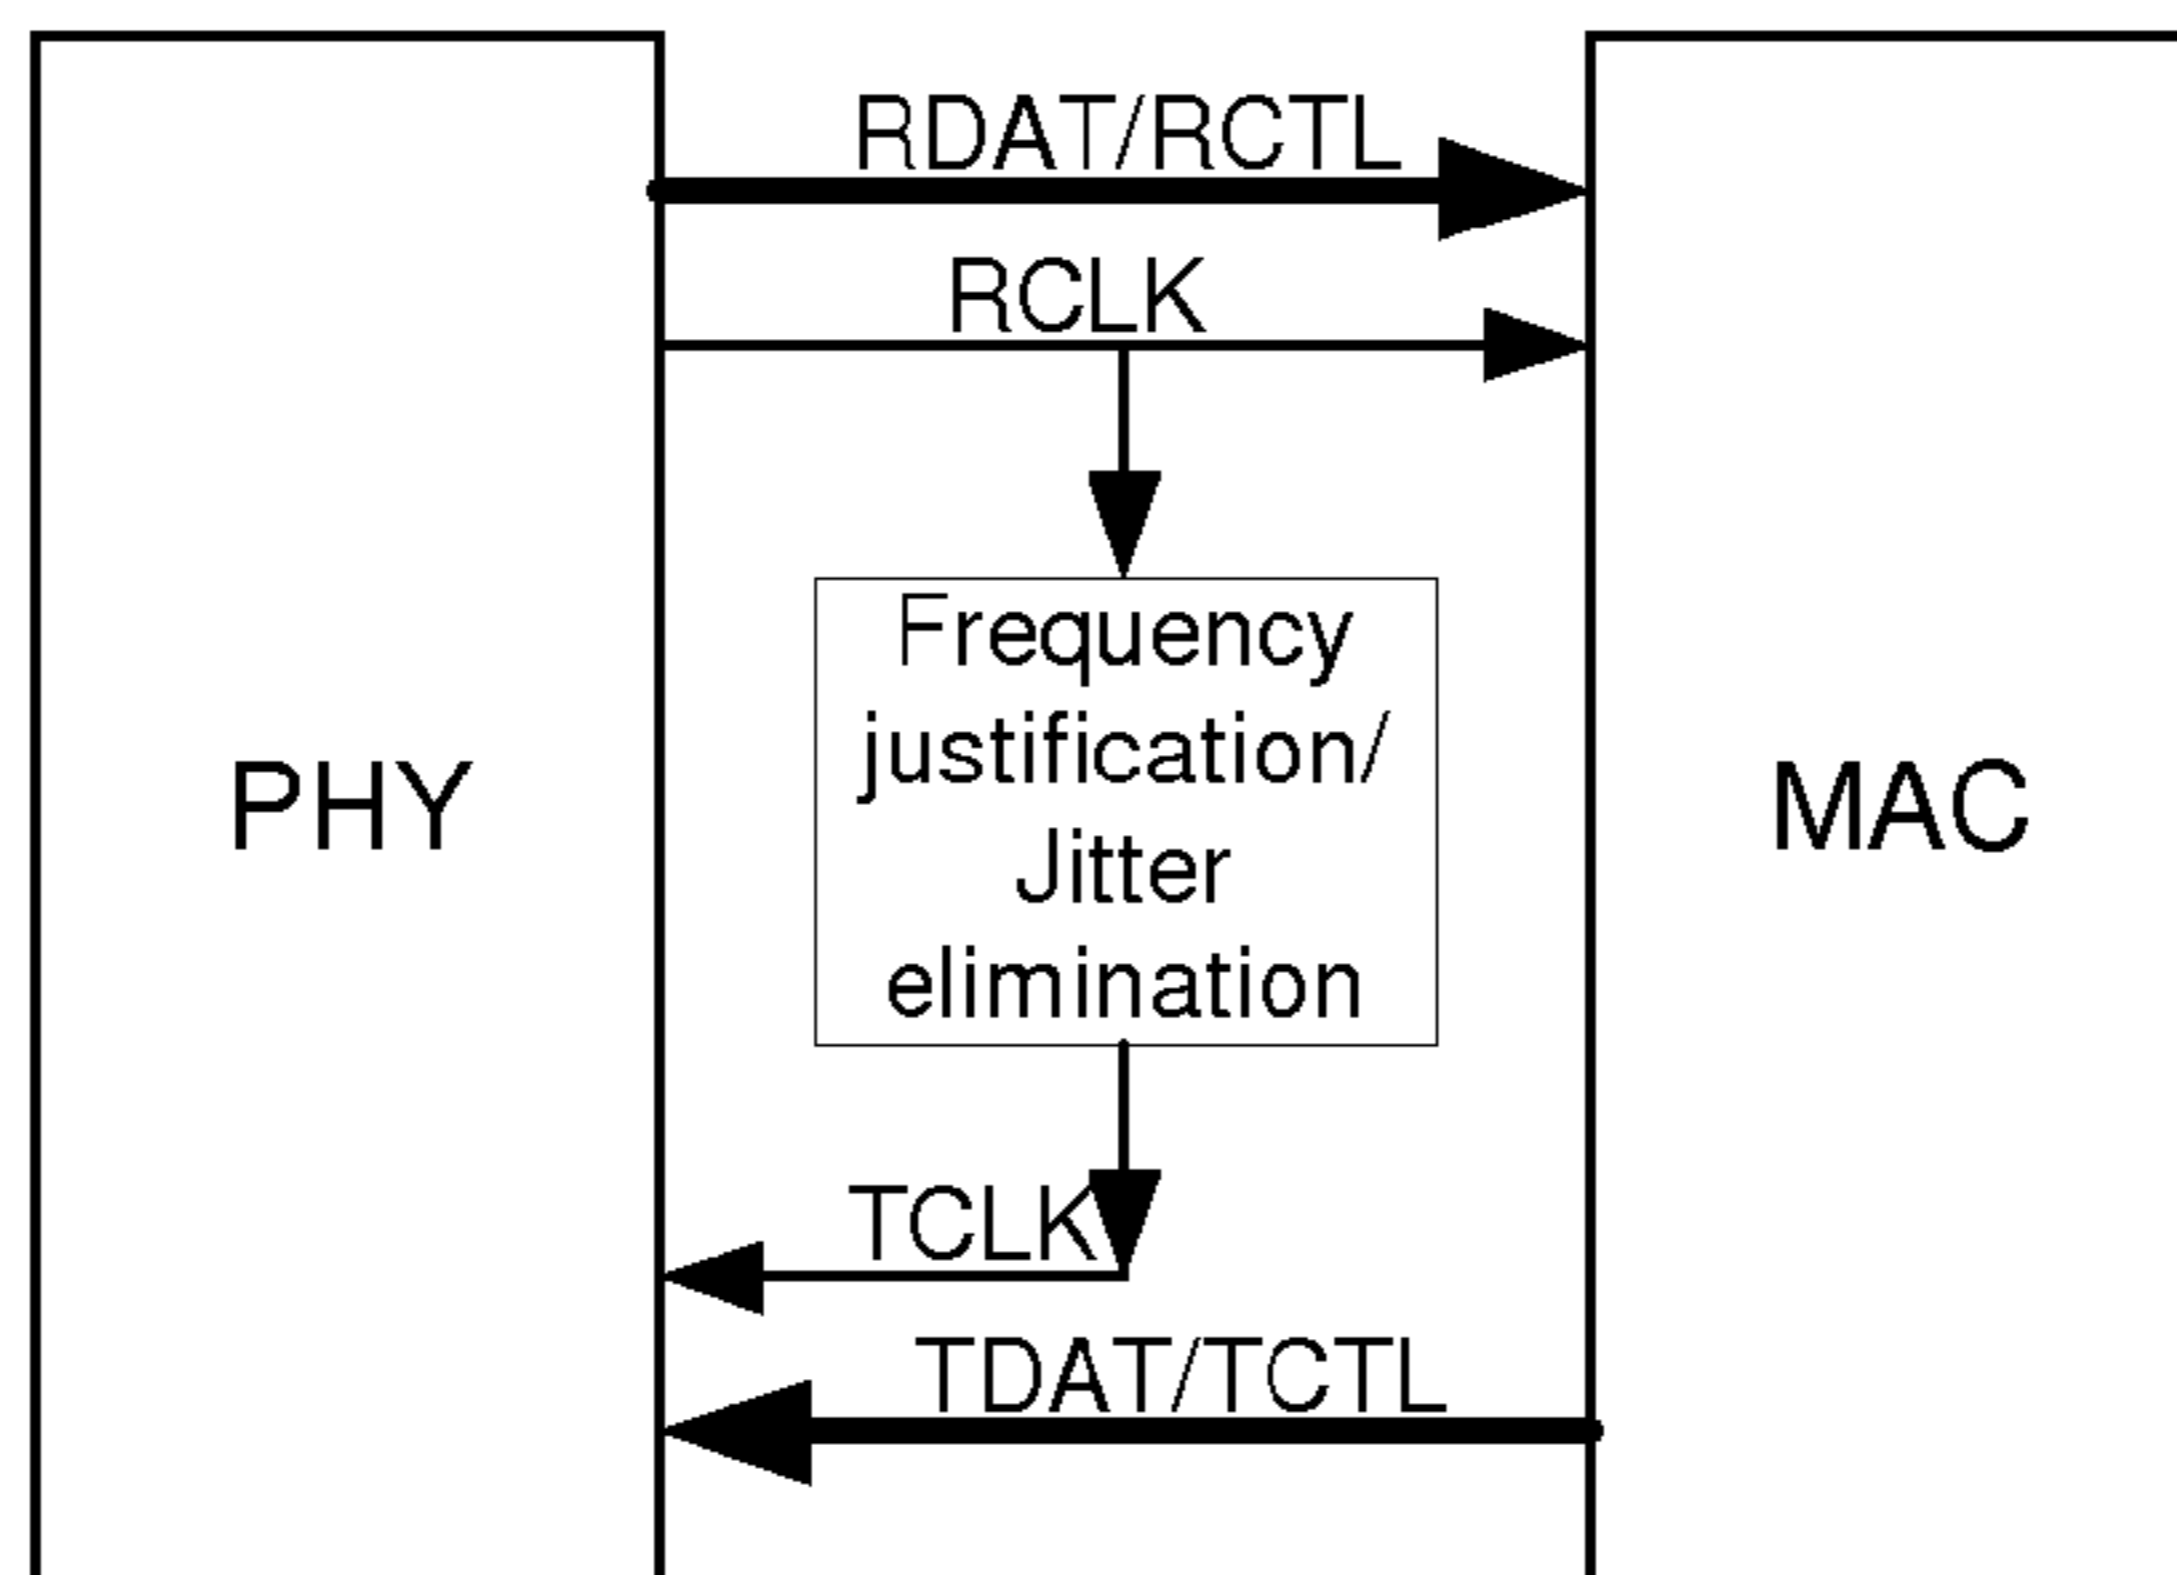 RDAT/RCTL
RCLK
Frequency
justification/
Jitter
elimination
PHY
MAC
TCLK
TDAT/TCTL